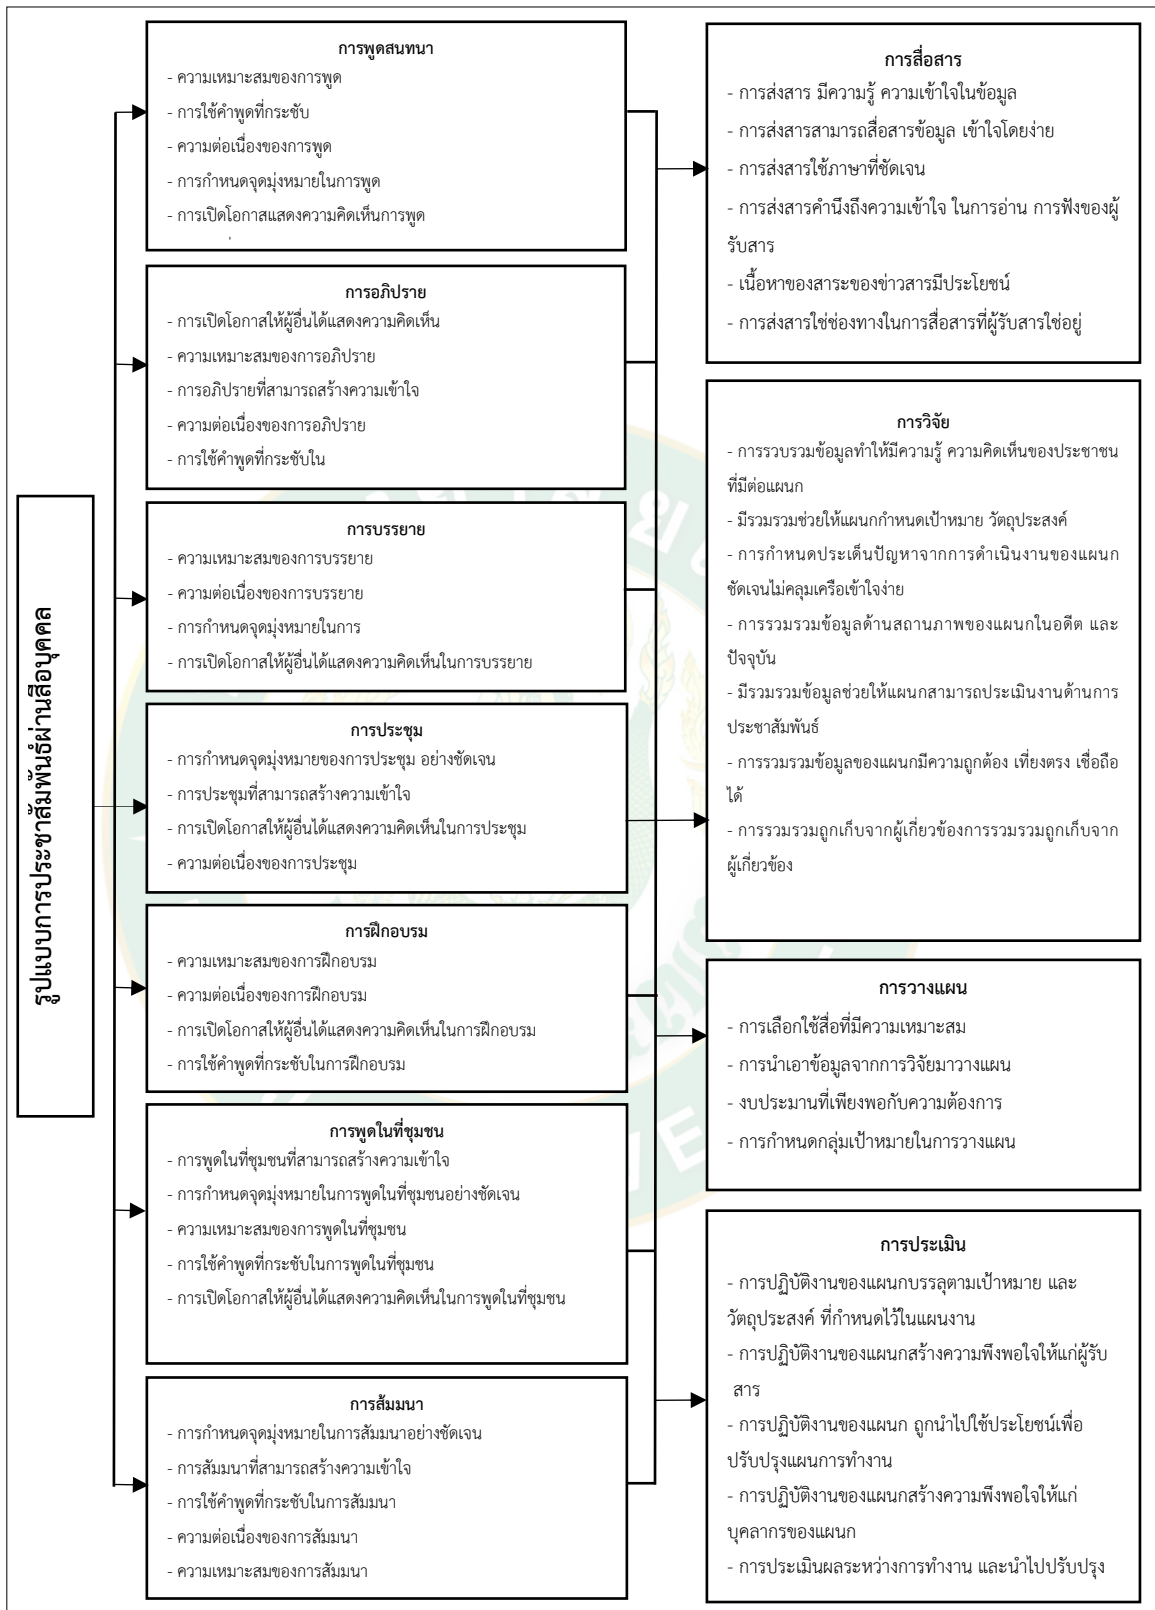 รูปแบบการประชาสัมพันธ์ผ่านสื่อบุคคล
การพูดสนทนา
- ความเหมาะสมของการพูด
- การใช้คำพูดที่กระชับ
- ความต่อเนื่องของการพูด
- การกำหนดจุดมุ่งหมายในการพูด
- การเปิดโอกาสแสดงความคิดเห็นการพูด
การอภิปราย
- การเปิดโอกาสให้ผู้อื่นได้แสดงความคิดเห็น
- ความเหมาะสมของการอภิปราย
- การอภิปรายที่สามารถสร้างความเข้าใจ
- ความต่อเนื่องของการอภิปราย
- การใช้คำพูดที่กระชับใน
การบรรยาย
- ความเหมาะสมของการบรรยาย
- ความต่อเนื่องของการบรรยาย
- การกำหนดจุดมุ่งหมายในการ
- การเปิดโอกาสให้ผู้อื่นได้แสดงความคิดเห็นในการบรรยาย
การประชุม
- การกำหนดจุดมุ่งหมายของการประชุม อย่างชัดเจน
- การประชุมที่สามารถสร้างความเข้าใจ
- การเปิดโอกาสให้ผู้อื่นได้แสดงความคิดเห็นในการประชุม
- ความต่อเนื่องของการประชุม
การฝึกอบรม
- ความเหมาะสมของการฝึกอบรม
- ความต่อเนื่องของการฝึกอบรม
- การเปิดโอกาสให้ผู้อื่นได้แสดงความคิดเห็นในการฝึกอบรม
- การใช้คำพูดที่กระชับในการฝึกอบรม
การพูดในที่ชุมชน
- การพูดในที่ชุมชนที่สามารถสร้างความเข้าใจ
- การกำหนดจุดมุ่งหมายในการพูดในที่ชุมชนอย่างชัดเจน
- ความเหมาะสมของการพูดในที่ชุมชน
- การใช้คำพูดที่กระชับในการพูดในที่ชุมชน
- การเปิดโอกาสให้ผู้อื่นได้แสดงความคิดเห็นในการพูดในที่ชุมชน
การสัมมนา
- การกำหนดจุดมุ่งหมายในการสัมมนาอย่างชัดเจน
- การสัมมนาที่สามารถสร้างความเข้าใจ
- การใช้คำพูดที่กระชับในการสัมมนา
- ความต่อเนื่องของการสัมมนา
- ความเหมาะสมของการสัมมนา
การสื่อสาร
- การส่งสาร มีความรู้ ความเข้าใจในข้อมูล
- การส่งสารสามารถสื่อสารข้อมูล เข้าใจโดยง่าย
- การส่งสารใช้ภาษาที่ชัดเจน
- การส่งสารคำนึงถึงความเข้าใจ ในการอ่าน การฟังของผู้
รับสาร
- เนื้อหาของสาระของข่าวสารมีประโยชน์
- การส่งสารใช่ช่องทางในการสื่อสารที่ผู้รับสารใช่อยู่
การวิจัย
- การรวบรวมข้อมูลทำให้มีความรู้ ความคิดเห็นของประชาชน
ที่มีต่อแผนก
- มีรวมรวมช่วยให้แผนกกำหนดเป้าหมาย วัตถุประสงค์
- การกำหนดประเด็นปัญหาจากการดำเนินงานของแผนก
ชัดเจนไม่คลุมเครือเข้าใจง่าย
- การรวมรวมข้อมูลด้านสถานภาพของแผนกในอดีต และ
ปัจจุบัน
- มีรวมรวมข้อมูลช่วยให้แผนกสามารถประเมินงานด้านการ
ประชาสัมพันธ์
- การรวมรวมข้อมูลของแผนกมีความถูกต้อง เที่ยงตรง เชื่อถือ
ได้
- การรวมรวมถูกเก็บจากผู้เกี่ยวข้องการรวมรวมถูกเก็บจาก
ผู้เกี่ยวข้อง
การวางแผน
- การเลือกใช้สื่อที่มีความเหมาะสม
- การนำเอาข้อมูลจากการวิจัยมาวางแผน
- งบประมานที่เพียงพอกับความต้องการ
- การกำหนดกลุ่มเป้าหมายในการวางแผน
การประเมิน
- การปฏิบัติงานของแผนกบรรลุตามเป้าหมาย และ
วัตถุประสงค์ ที่กำหนดไว้ในแผนงาน
- การปฏิบัติงานของแผนกสร้างความพึงพอใจให้แก่ผู้รับ
สาร
- การปฏิบัติงานของแผนก ถูกนำไปใช้ประโยชน์เพื่อ
ปรับปรุงแผนการทำงาน
- การปฏิบัติงานของแผนกสร้างความพึงพอใจให้แก่
บุคลากรของแผนก
- การประเมินผลระหว่างการทำงาน และนำไปปรับปรุง